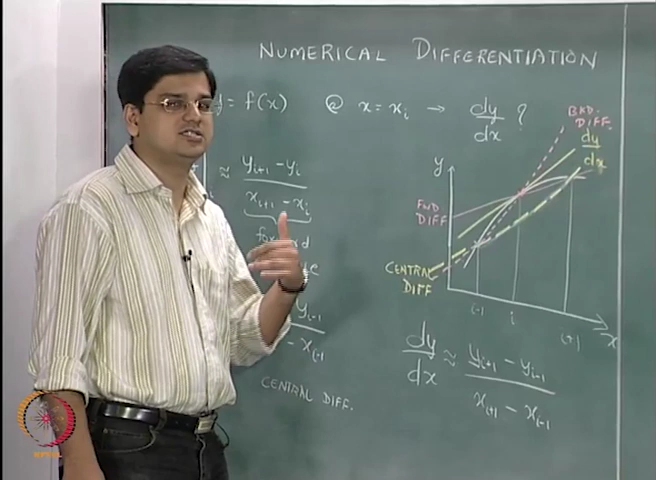 NUMERICAL DIFFERENTIATION
= f(x) @ x = xᵢ → dy/dx ?
≈ yᵢ₊₁ - yᵢ
xᵢ₊₁ - xᵢ
yᵢ₋₁
- xᵢ₋₁
CENTRAL DIFF.
BKD.
DIFF.
dy
dx
y
FWD
DIFF
CENTRAL
DIFF
i-1 i i+1 x
dy/dx ≈ yᵢ₊₁ - yᵢ₋₁
xᵢ₊₁ - xᵢ₋₁